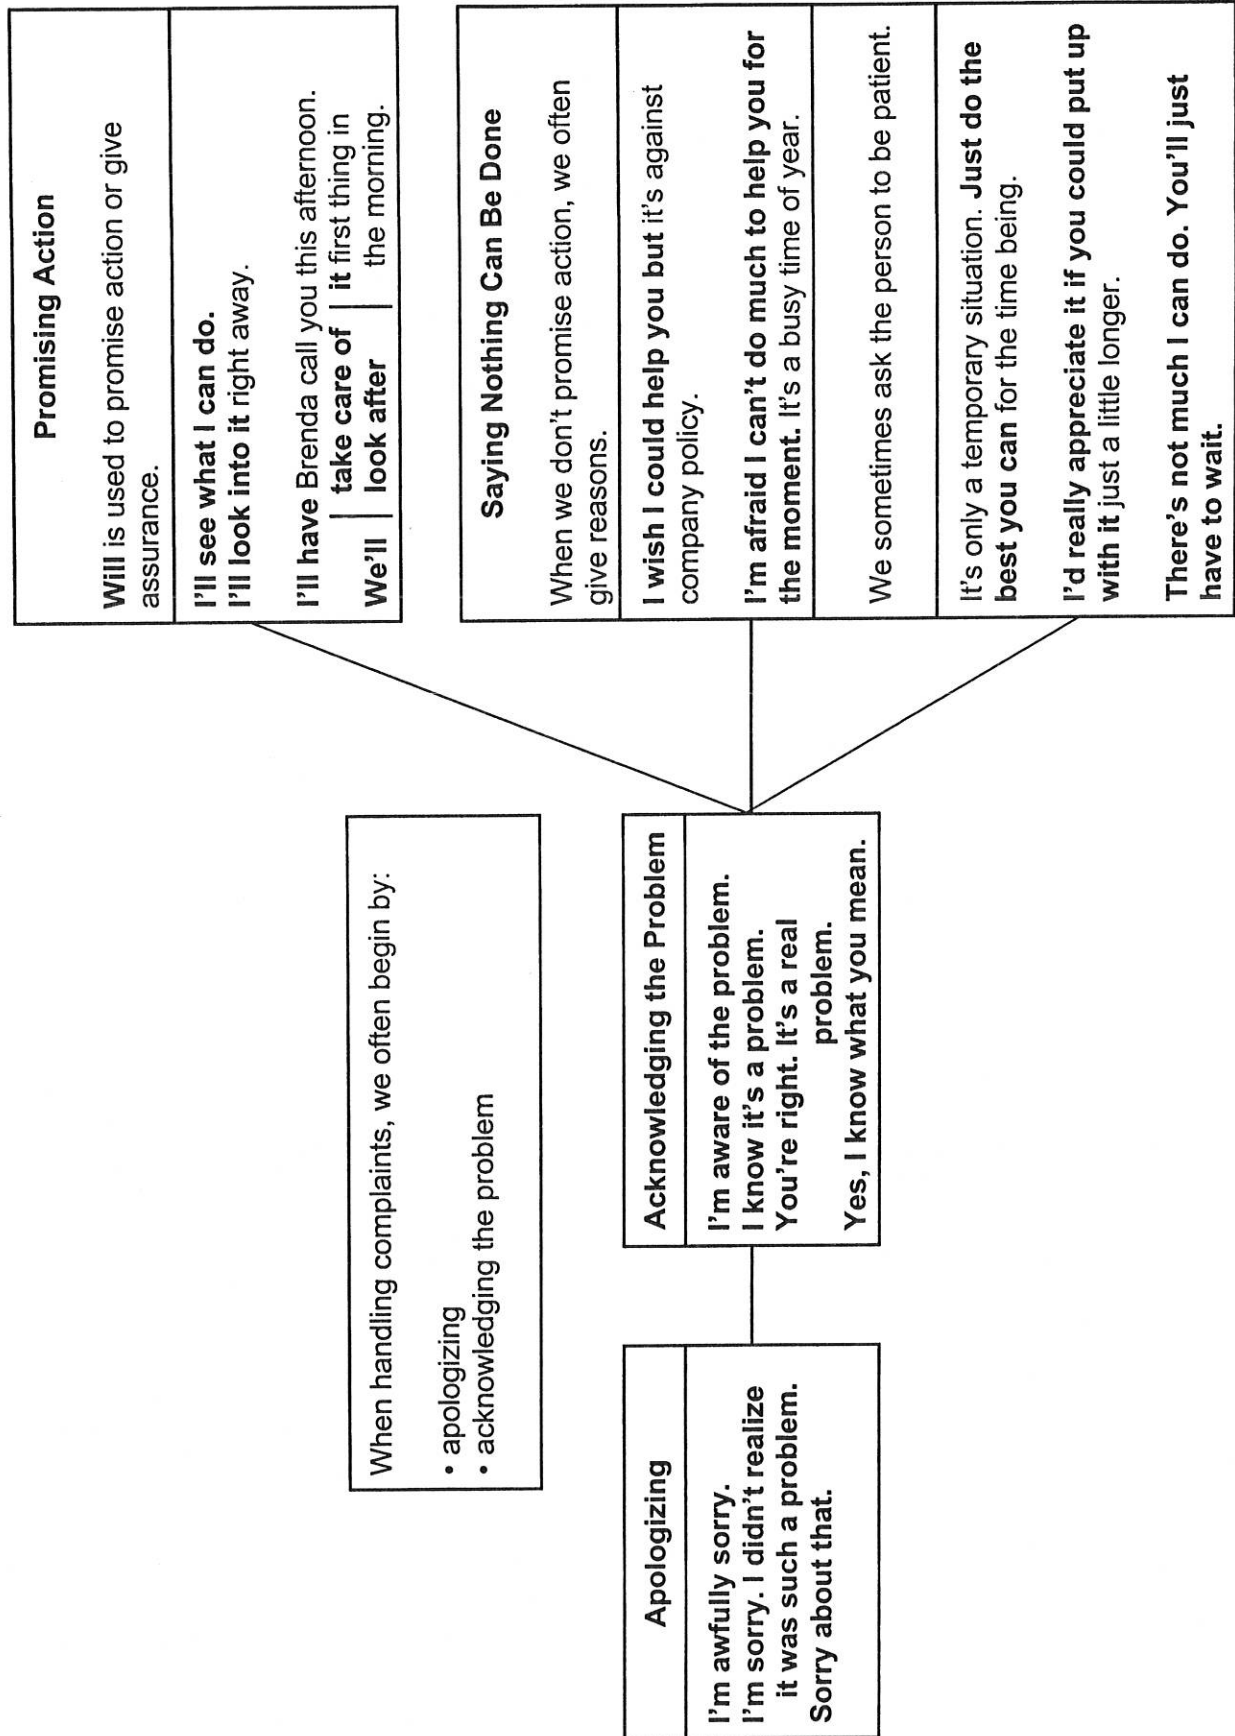 When handling complaints, we often begin by:
• apologizing
• acknowledging the problem
Apologizing
I'm awfully sorry.
I'm sorry. I didn't realize
it was such a problem.
Sorry about that.
Acknowledging the Problem
I'm aware of the problem.
I know it's a problem.
You're right. It's a real
problem.
Yes, I know what you mean.
Promising Action
Will is used to promise action or give
assurance.
I'll see what I can do.
I'll look into it right away.
I'll have Brenda call you this afternoon.
| take care of | it first thing in
We'll | look after | the morning.
Saying Nothing Can Be Done
When we don't promise action, we often
give reasons.
I wish I could help you but it's against
company policy.
I'm afraid I can't do much to help you for
the moment. It's a busy time of year.
We sometimes ask the person to be patient.
It's only a temporary situation. Just do the
best you can for the time being.
I'd really appreciate it if you could put up
with it just a little longer.
There's not much I can do. You'll just
have to wait.